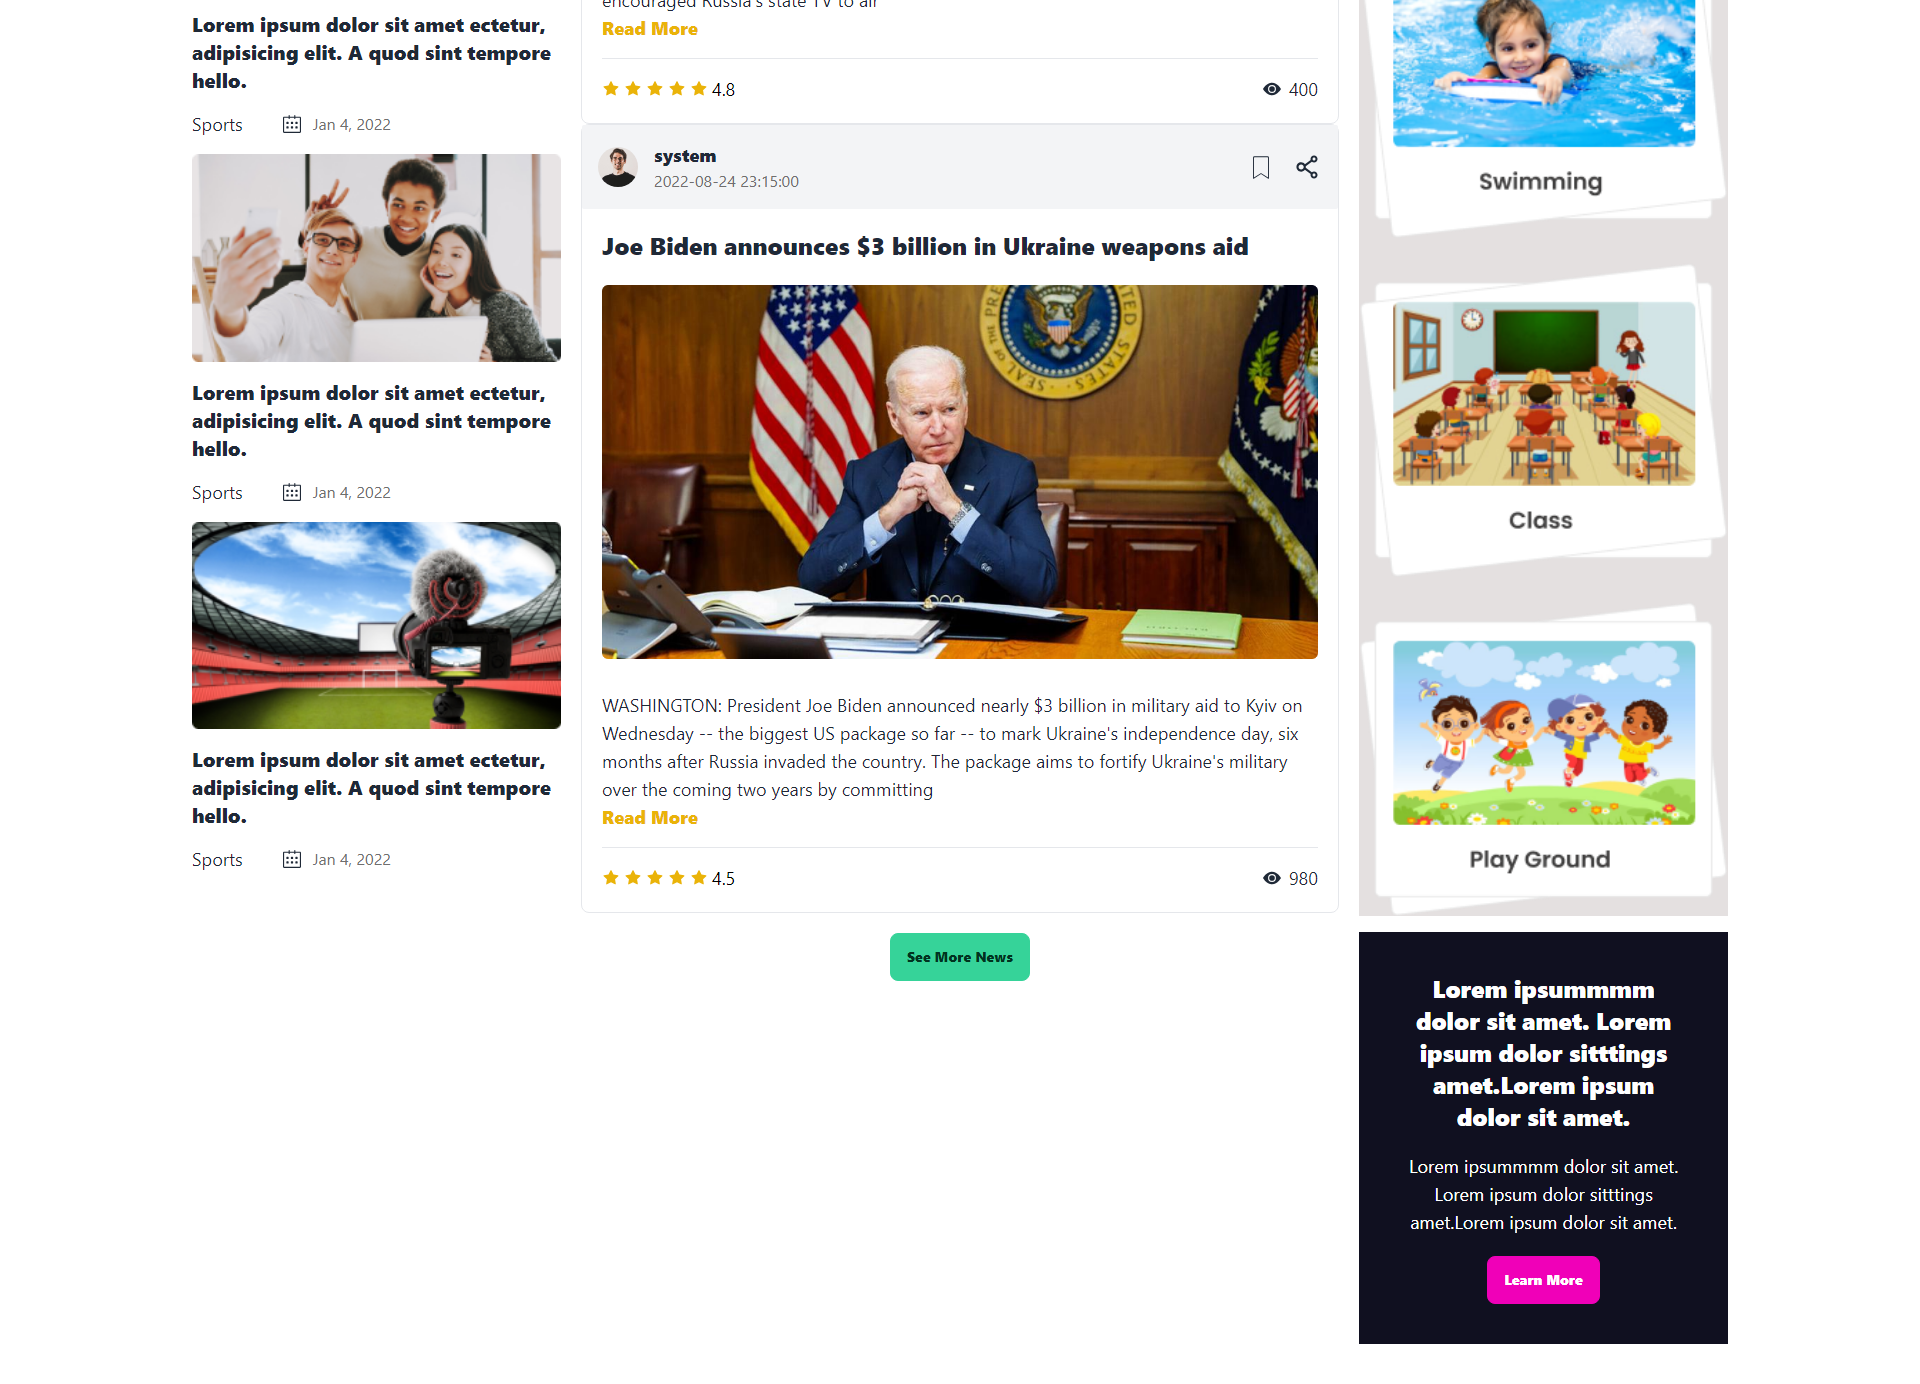 Lorem ipsum dolor sit amet ectetur,
adipisicing elit. A quod sint tempore
hello.
Sports Jan 4, 2022
Lorem ipsum dolor sit amet ectetur,
adipisicing elit. A quod sint tempore
hello.
Sports Jan 4, 2022
Lorem ipsum dolor sit amet ectetur,
adipisicing elit. A quod sint tempore
hello.
Sports Jan 4, 2022
encouraged Russia's state TV to air
Read More
4.8 400
system
2022-08-24 23:15:00
Joe Biden announces $3 billion in Ukraine weapons aid
WASHINGTON: President Joe Biden announced nearly $3 billion in military aid to Kyiv on
Wednesday -- the biggest US package so far -- to mark Ukraine's independence day, six
months after Russia invaded the country. The package aims to fortify Ukraine's military
over the coming two years by committing
Read More
4.5 980
See More News
Swimming
Class
Play Ground
Lorem ipsummmm
dolor sit amet. Lorem
ipsum dolor sitttings
amet.Lorem ipsum
dolor sit amet.
Lorem ipsummmm dolor sit amet.
Lorem ipsum dolor sitttings
amet.Lorem ipsum dolor sit amet.
Learn More